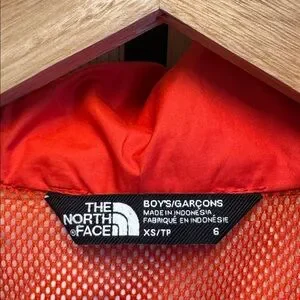 THE
NORTH
®FACE
BOY'S/GARÇONS
MADE IN INDONESIA
FABRIQUÉ EN INDONÉSIE
XS/TP 6